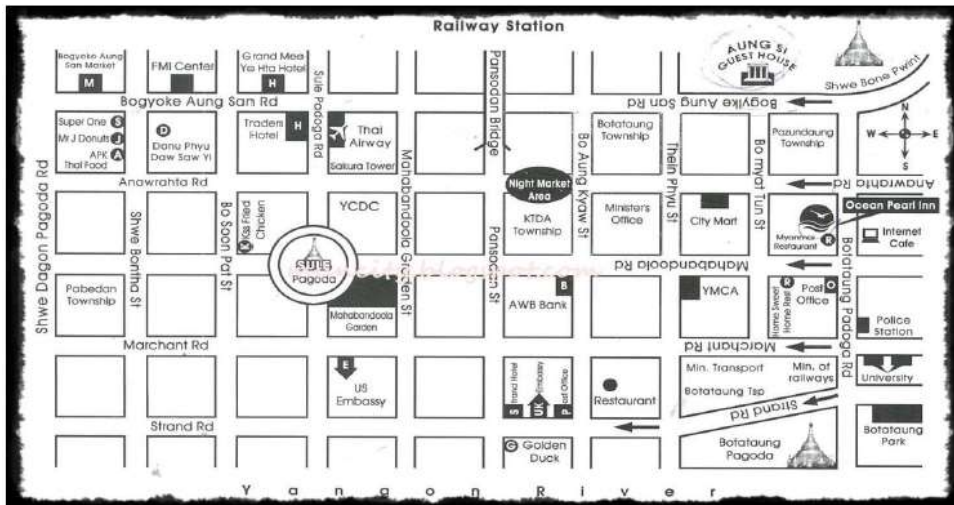 Railway Station
Bogyoke Aung
San Market
M
FMI Center
Grand Mee
Ya Hta Hotel
H
Sule Padoga Rd
Pansodan Bridge
AUNG SI
GUEST HOUSE
Shwe Bone Pwint
Bogyoke Aung San Rd
Bogyike Aung San Rd
Super One S
Mr J Donuts J
APK A
Thai Food
D
Danu Phyu
Daw Saw Yi
Traders
Hotel
H
Thai
Airway
Sakura Tower
Botataung
Township
Pazundaung
Township
N
W E
S
Shwe Dagon Pagoda Rd
Anawrahta Rd
Mahabandoola Garden St
Night Market
Area
Bo Aung Kyaw St
Thein Phyu St
Bo myat Tun St
Anawrahta Rd
Ocean Pearl Inn
Shwe Bontha St
Bo Soon Pat St
Kiss Fried
Chicken
YCDC
KTDA
Township
Minister's
Office
City Mart
Myanmar
Restaurant
R
Internet
Cafe
SULE
Pagoda
Pansodan St
Mahabandoola Rd
Botataung Padoga Rd
Pabedan
Township
Mahabandoola
Garden
B
AWB Bank
YMCA
Home Sweet
Home Rest
R
Post
Office
O
Police
Station
Marchant Rd
Marchant Rd
E
US
Embassy
Strand Hotel
S
Embassy
UK
Post Office
P
Restaurant
Min. Transport
Min. of
railways
Botataung Tsp
University
Strand Rd
Strand Rd
G Golden
Duck
Botataung
Pagoda
Botataung
Park
Yangon River